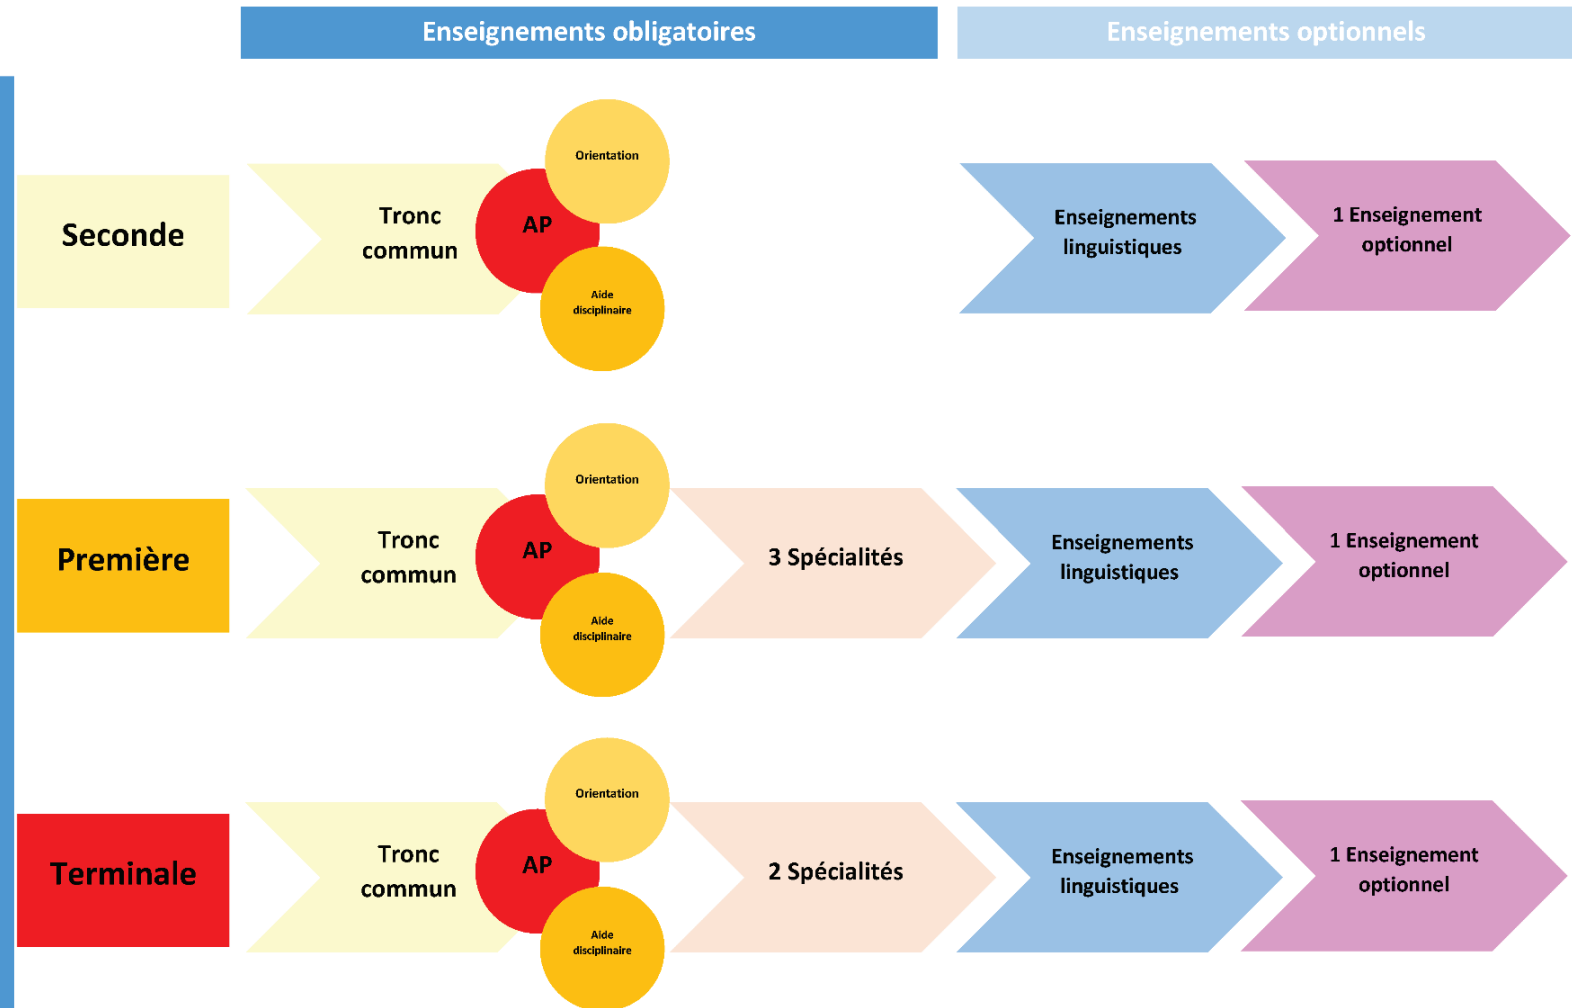 Enseignements obligatoires
Enseignements optionnels
Seconde
Tronc
commun
AP
Orientation
Aide
disciplinaire
Enseignements
linguistiques
1 Enseignement
optionnel
Première
Tronc
commun
AP
Orientation
Aide
disciplinaire
3 Spécialités
Enseignements
linguistiques
1 Enseignement
optionnel
Terminale
Tronc
commun
AP
Orientation
Aide
disciplinaire
2 Spécialités
Enseignements
linguistiques
1 Enseignement
optionnel